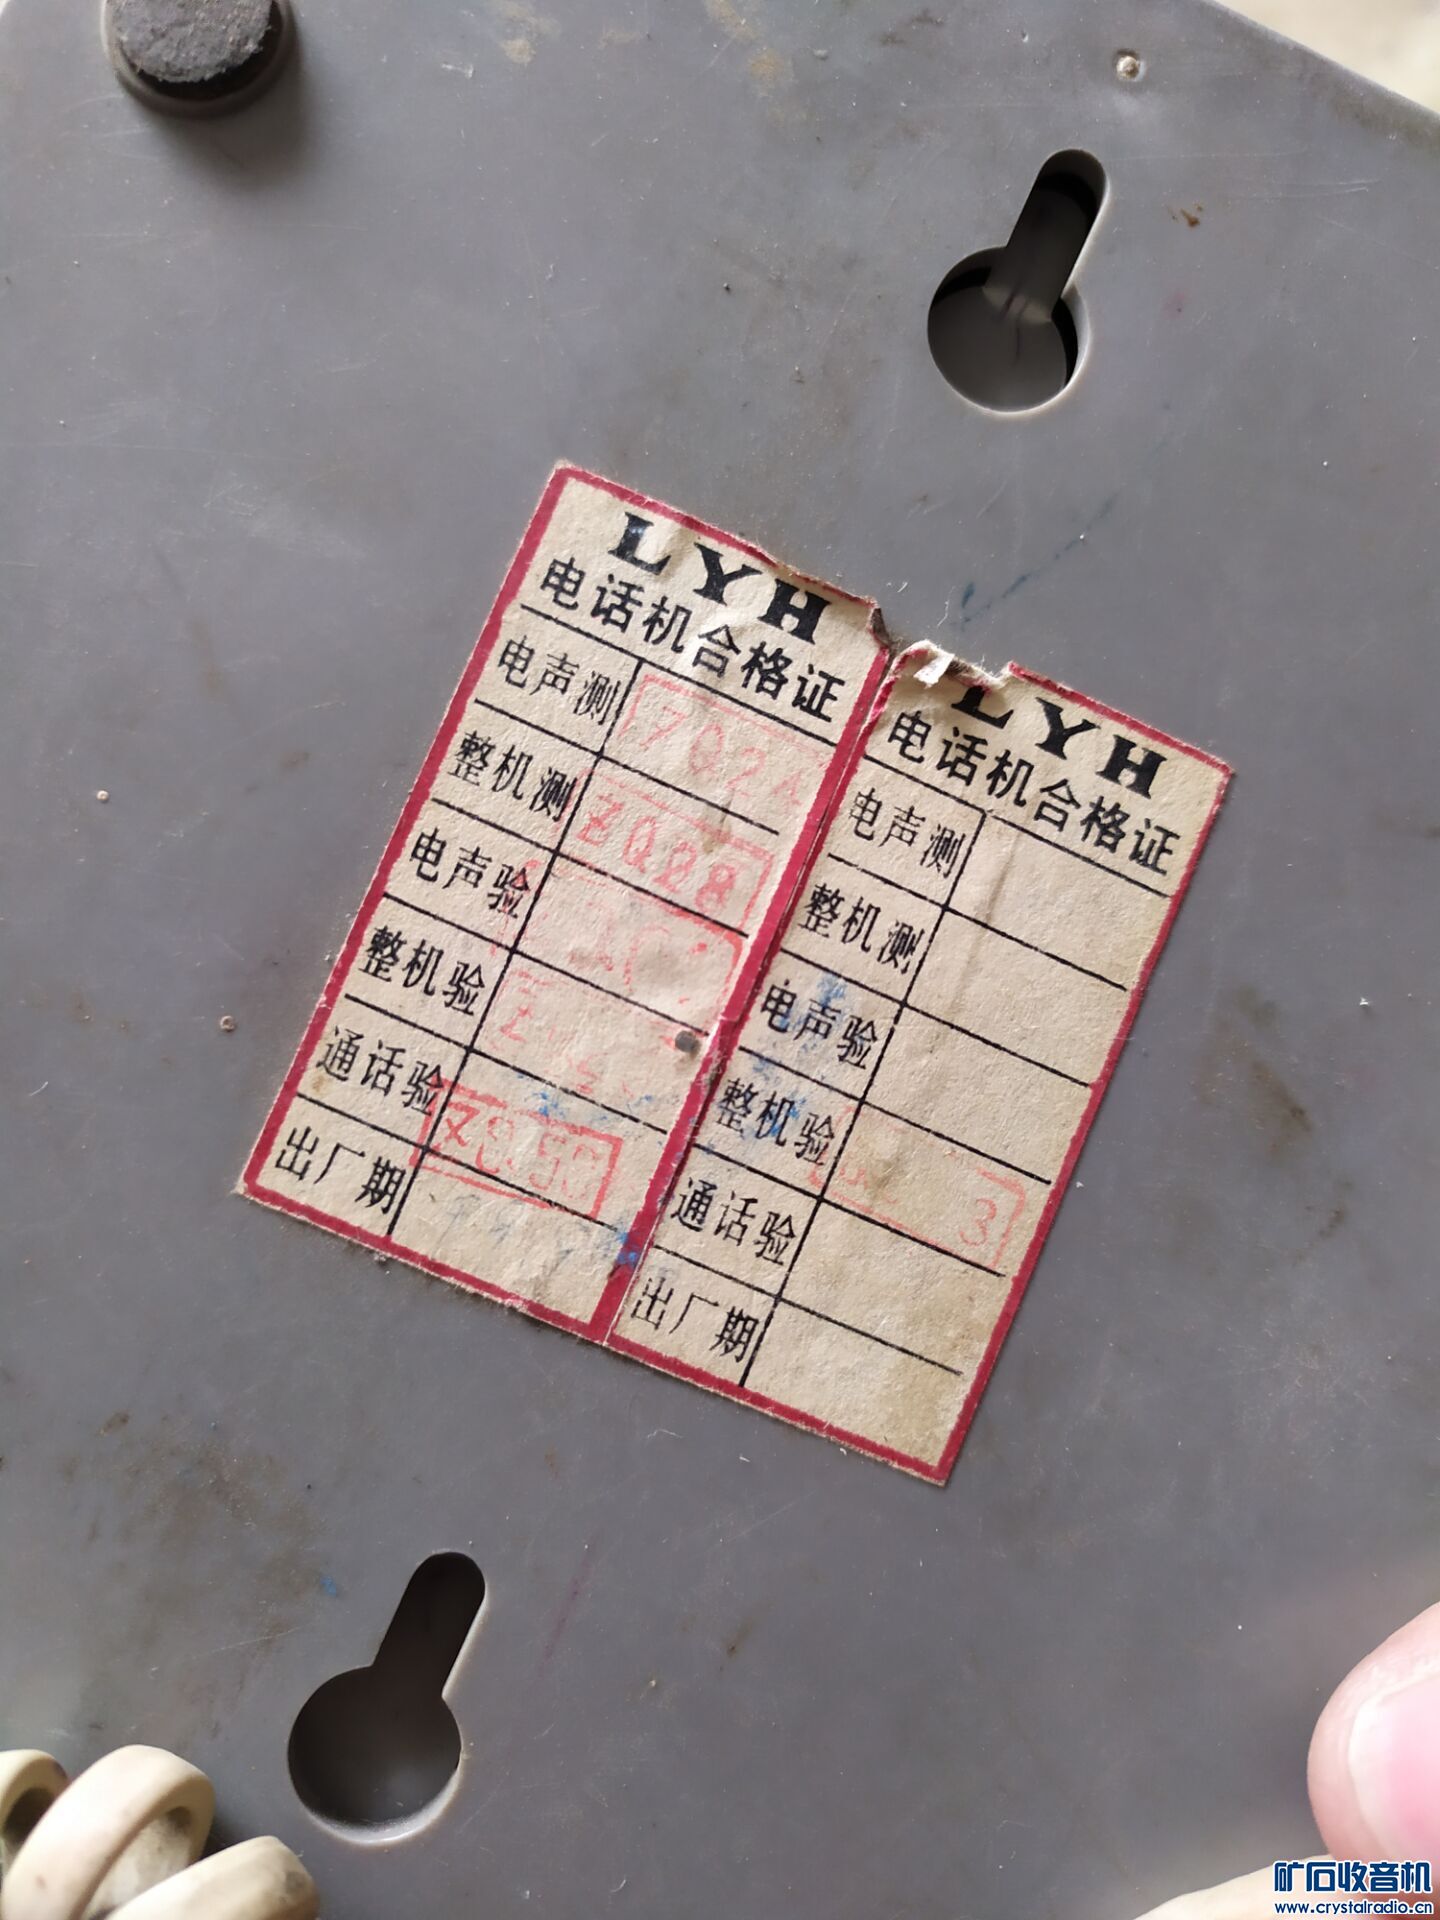 LYH
电话机合格证
电声测
整机测 ZQ28
电声验
整机验
通话验
出厂期
LYH
电话机合格证
电声测
整机测
电声验
整机验 3
通话验
出厂期
矿石收音机
www.crystalradio.cn